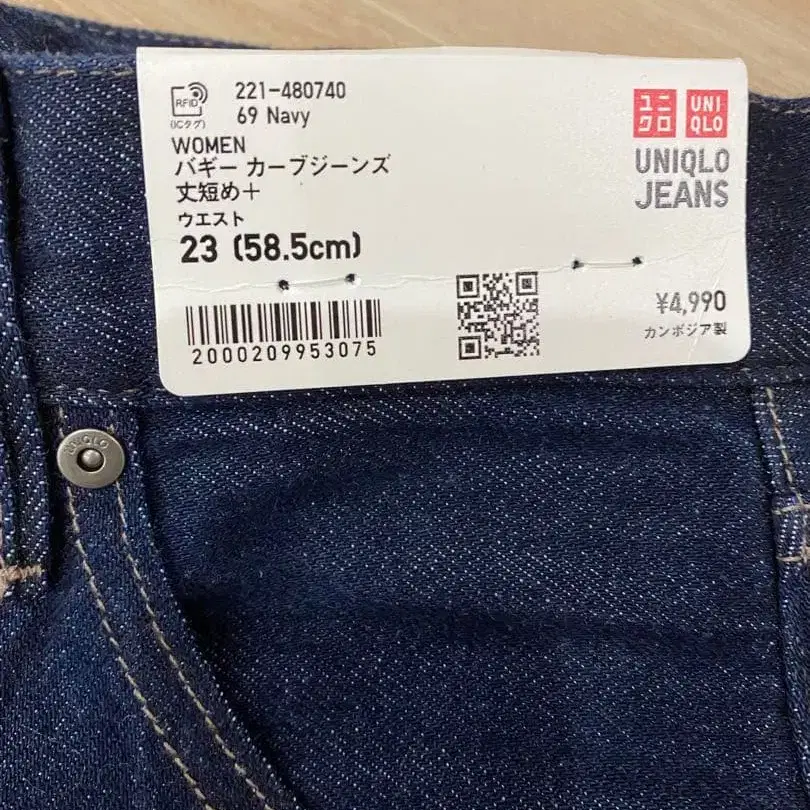 RFID
(ICタグ)
221-480740
69 Navy
WOMEN
バギー カーブジーンズ
丈短め+
ウエスト
23 (58.5cm)
2000209953075
ユニ
クロ
UNI
QLO
UNIQLO
JEANS
¥4,990
カンボジア製
UNIQLO